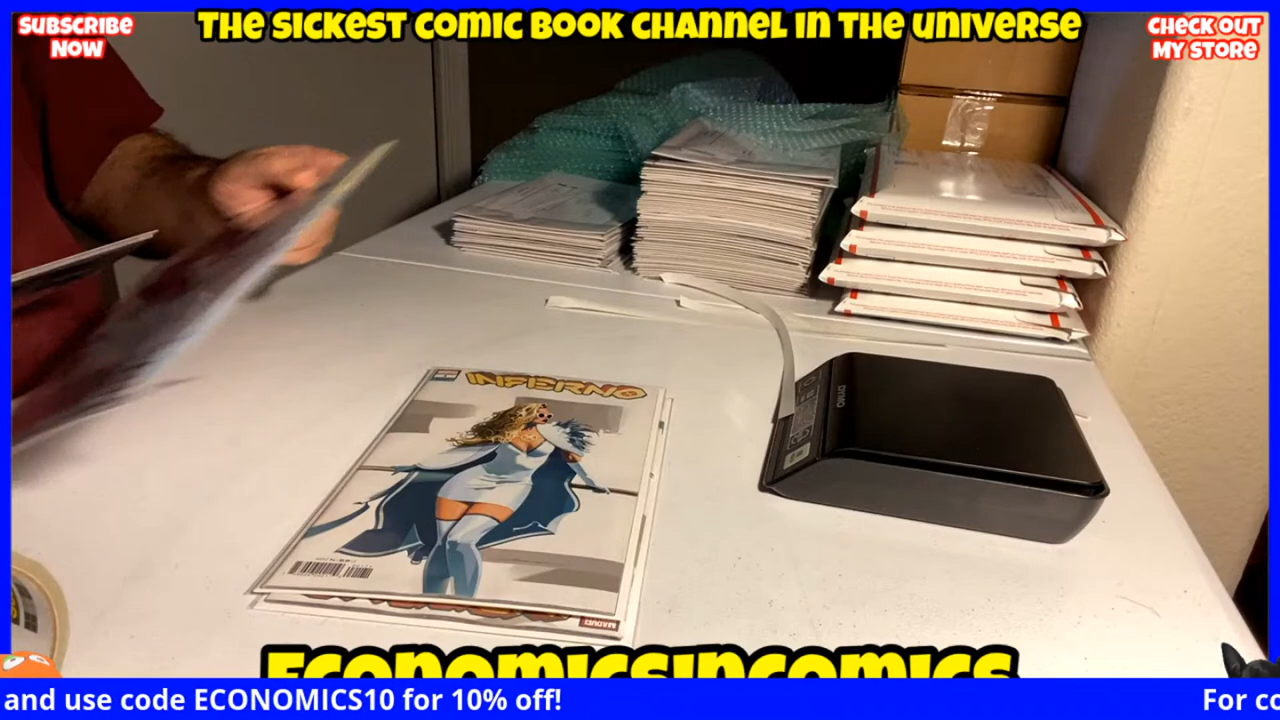 SUBSCRIBE
NOW
THE SICKEST COMIC BOOK CHANNEL IN THE UNIVERSE
CHECK OUT
MY STORE
INFERNO
DYMO
MARVEL
ECONOMICSINCOMICS
and use code ECONOMICS10 for 10% off!
For co